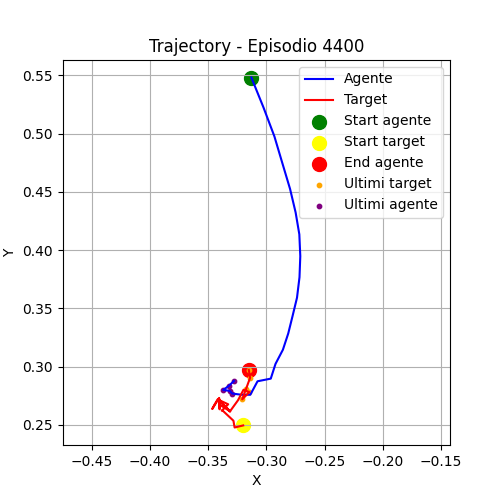 Trajectory - Episodio 4400
Agente
Target
Start agente
Start target
End agente
Ultimi target
Ultimi agente
Y
0.55
0.50
0.45
0.40
0.35
0.30
0.25
−0.45 −0.40 −0.35 −0.30 −0.25 −0.20 −0.15
X